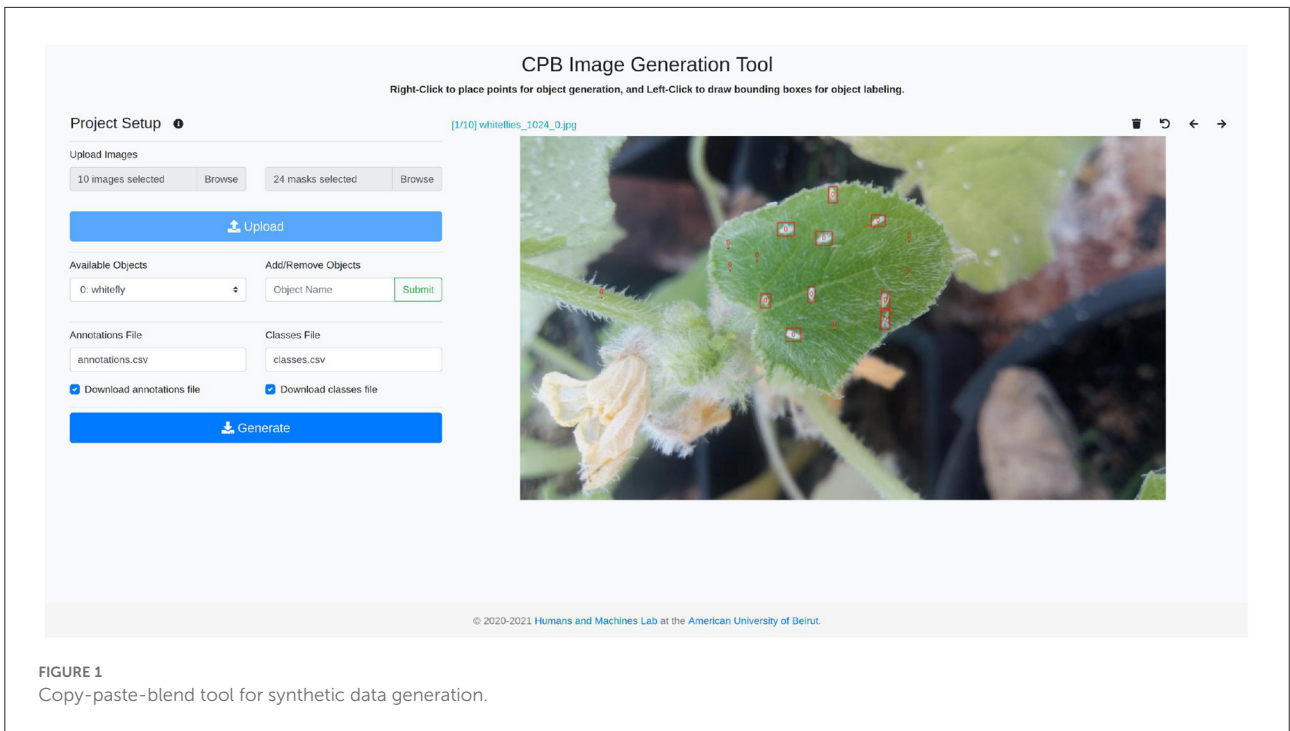 CPB Image Generation Tool
Right-Click to place points for object generation, and Left-Click to draw bounding boxes for object labeling.
Project Setup
Upload Images
10 images selected Browse 24 masks selected Browse
Upload
Available Objects Add/Remove Objects
0: whitefly Object Name Submit
Annotations File Classes File
annotations.csv classes.csv
Download annotations file Download classes file
Generate
[1/10] whiteflies_1024_0.jpg
© 2020-2021 Humans and Machines Lab at the American University of Beirut.
FIGURE 1
Copy-paste-blend tool for synthetic data generation.